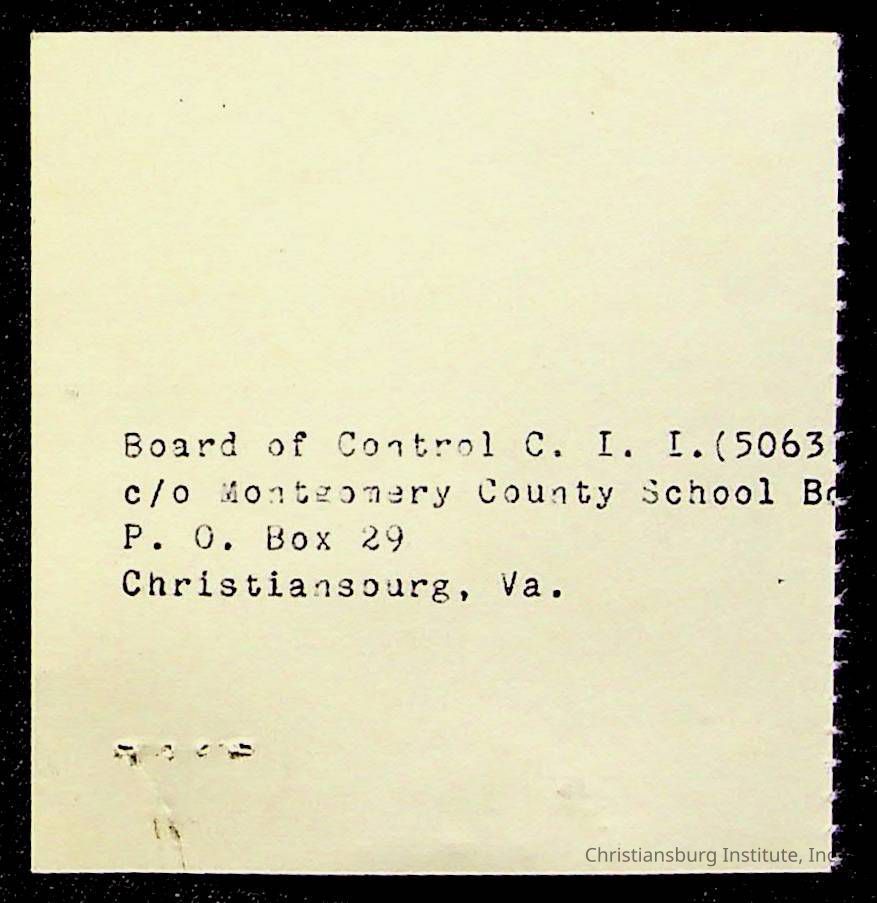 Board of Control C. I. I.(5063
c/o Montgomery County School Bo
P. O. Box 29
Christiansburg, Va.
Christiansburg Institute, Inc